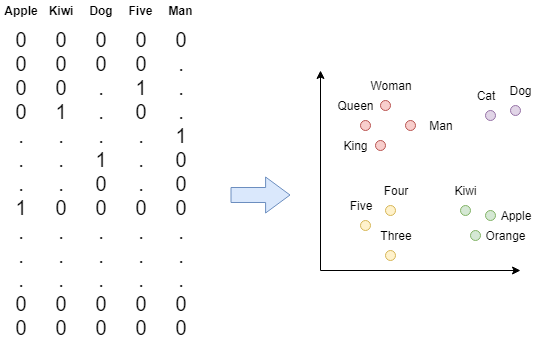 Apple Kiwi Dog Five Man
0 0 0 0 0
0 0 0 0 .
0 0 . 1 .
0 1 . 0 .
. . . . 1
. . 1 . 0
. . 0 . 0
1 0 0 0 0
. . . . .
. . . . .
. . . . .
0 0 0 0 0
0 0 0 0 0
Woman
Queen
Man
King
Cat
Dog
Four
Five
Three
Kiwi
Apple
Orange